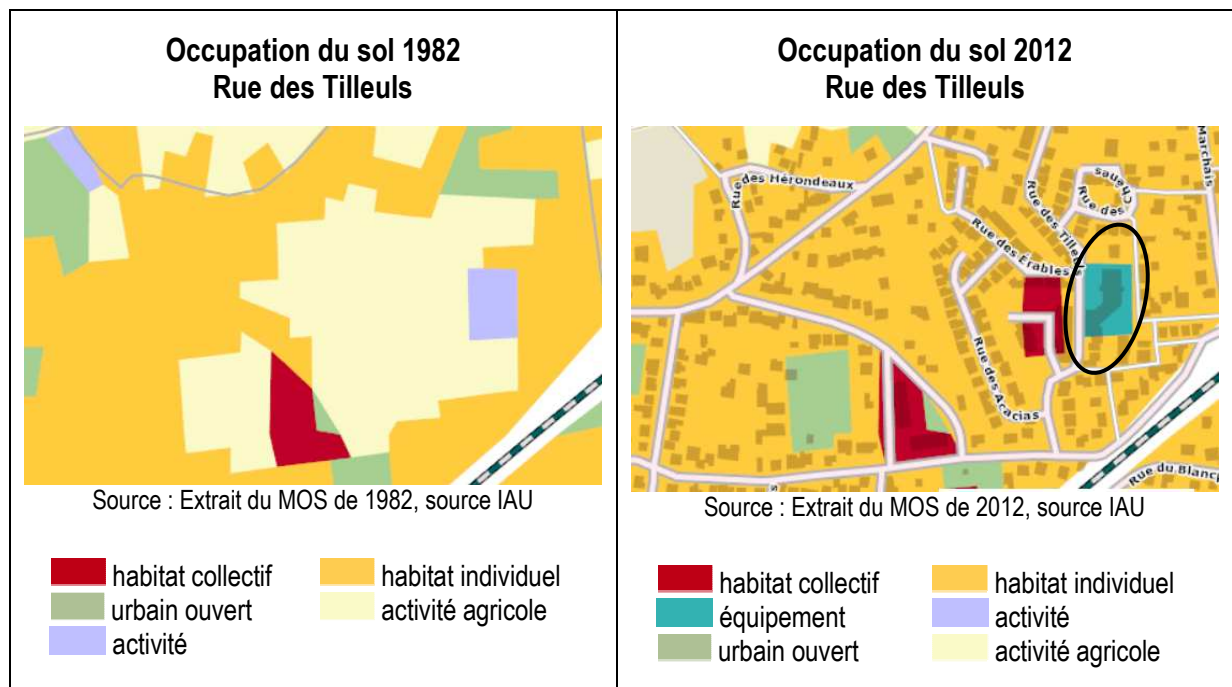 Occupation du sol 1982
Rue des Tilleuls
Source : Extrait du MOS de 1982, source IAU
habitat collectif
habitat individuel
urbain ouvert
activité agricole
activité
Occupation du sol 2012
Rue des Tilleuls
Marchais
Rue des Hérondeaux
Rue des Chenes
Rue des Tilleuls
Rue des Érables
Rue des Acacias
Source : Extrait du MOS de 2012, source IAU
habitat collectif
habitat individuel
équipement
activité
urbain ouvert
activité agricole